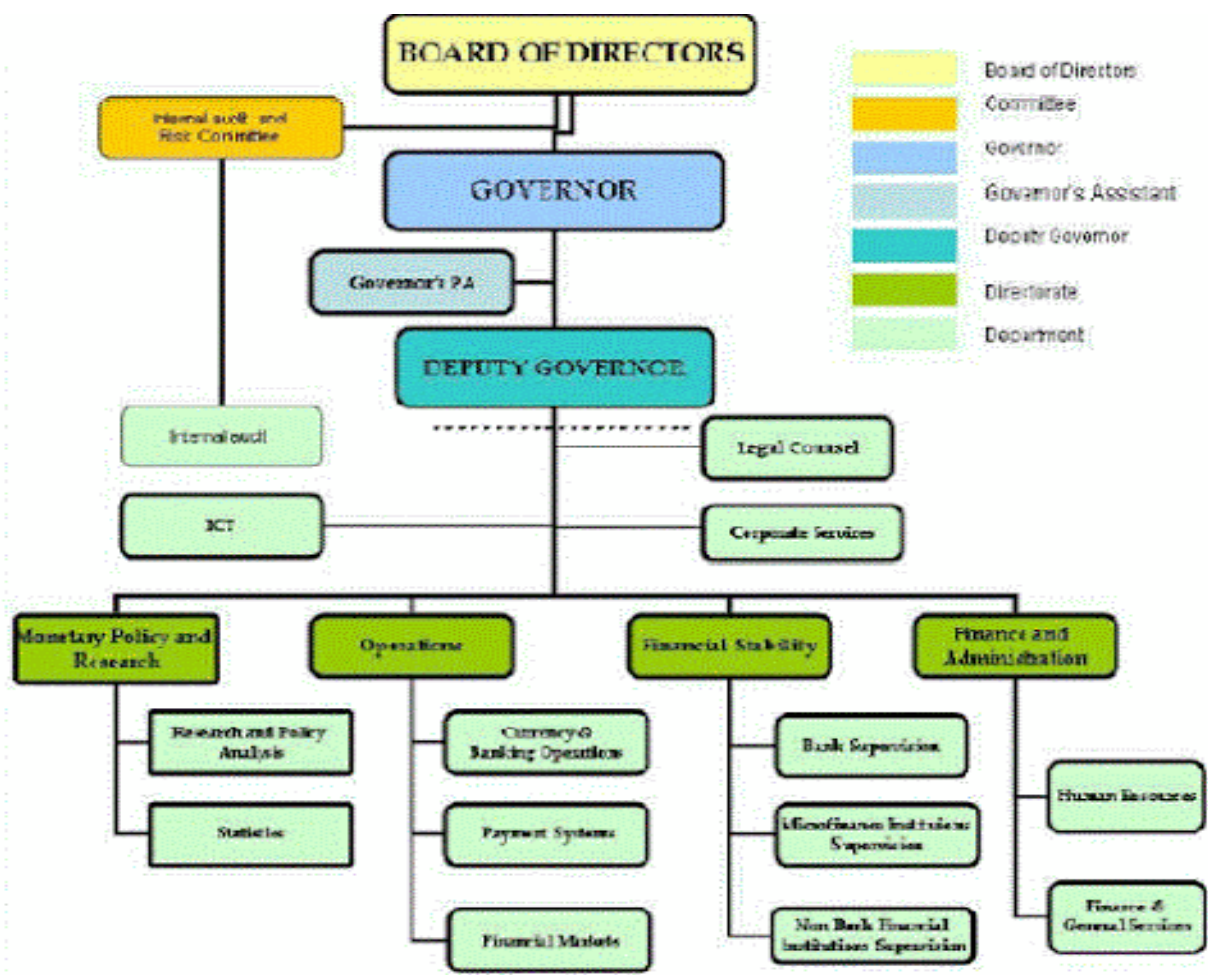 BOARD OF DIRECTORS
Board of Directors
Committee
Internal audit and
Risk Committee
Governor
GOVERNOR
Governor's Assistant
Deputy Governor
Governor's PA
Directorate
Department
DEPUTY GOVERNOR
Internal audit
Legal Counsel
ICT
Corporate Services
Monetary Policy and
Research
Operations
Financial Stability
Finance and
Administration
Research and Policy
Analysis
Currency &
Banking Operations
Bank Supervision
Human Resources
Statistics
Payment Systems
Microfinance Institutions
Supervision
Financial Markets
Non Bank Financial
Institutions Supervision
Finance &
General Services